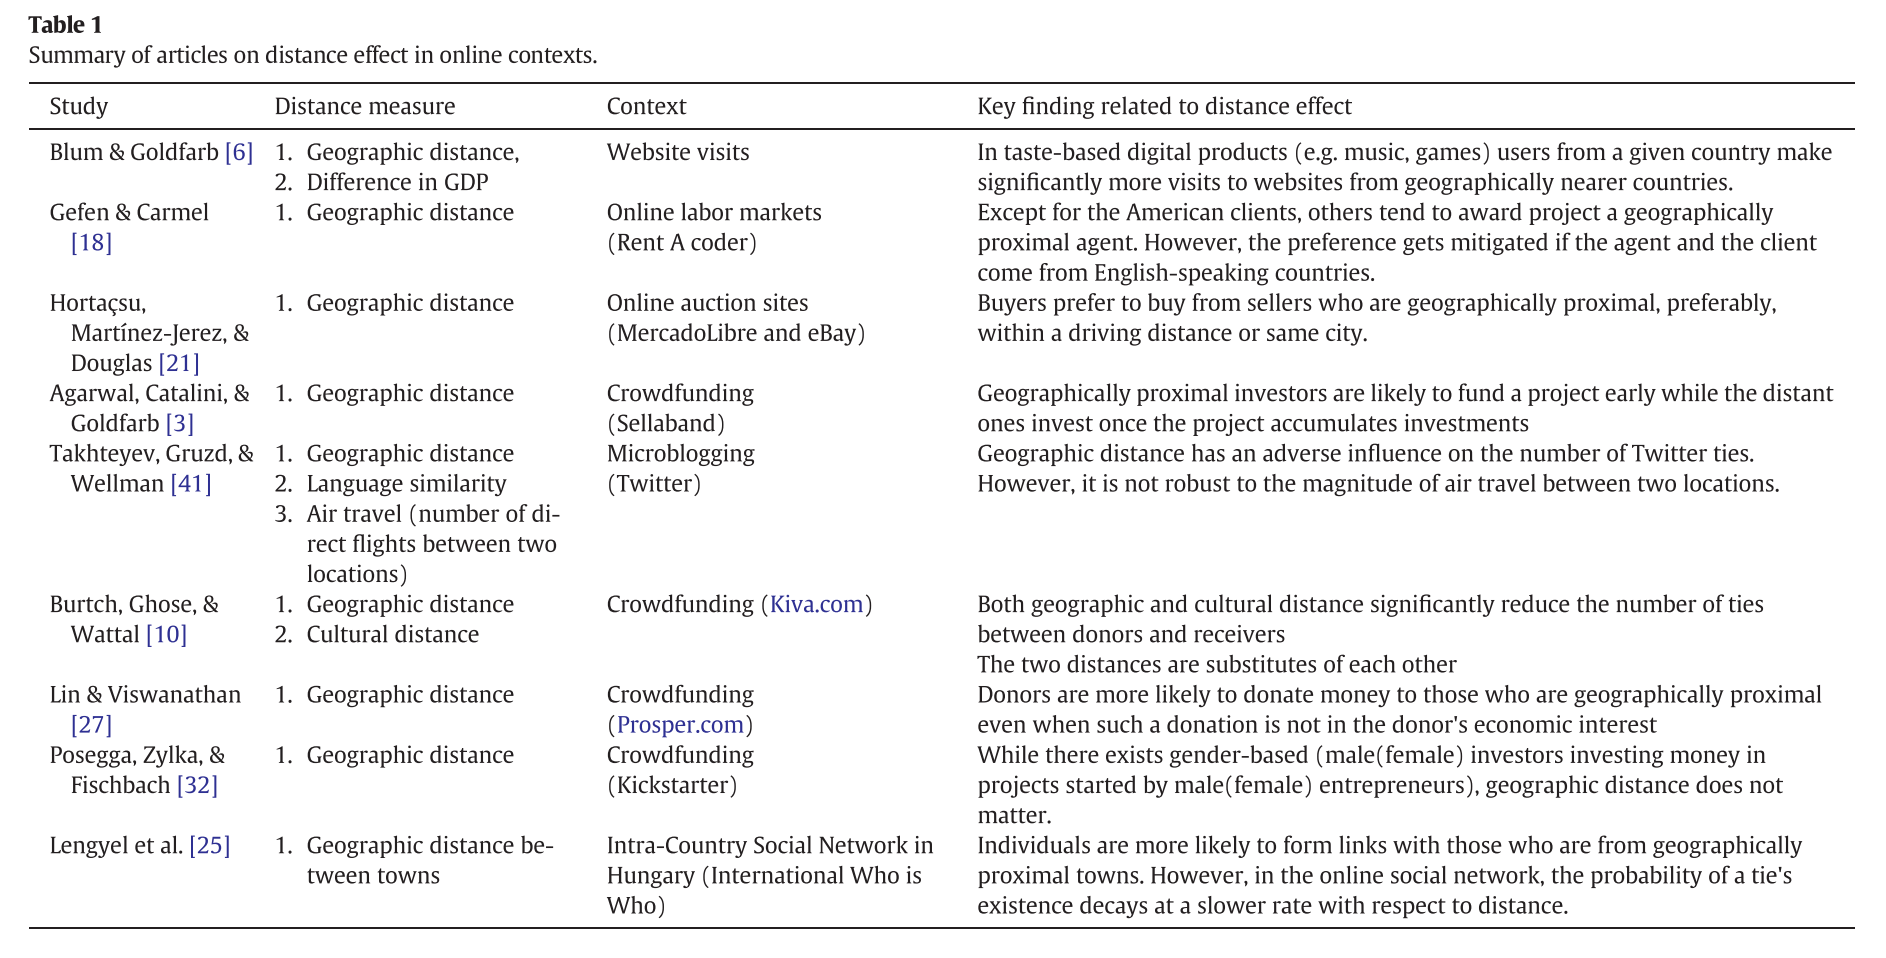 Table 1
Summary of articles on distance effect in online contexts.
Study Distance measure Context Key finding related to distance effect
Blum & Goldfarb [6] 1. Geographic distance, Website visits In taste-based digital products (e.g. music, games) users from a given country make
2. Difference in GDP significantly more visits to websites from geographically nearer countries.
Gefen & Carmel 1. Geographic distance Online labor markets Except for the American clients, others tend to award project a geographically
[18] (Rent A coder) proximal agent. However, the preference gets mitigated if the agent and the client
come from English-speaking countries.
Hortaçsu, 1. Geographic distance Online auction sites Buyers prefer to buy from sellers who are geographically proximal, preferably,
Martínez-Jerez, & (MercadoLibre and eBay) within a driving distance or same city.
Douglas [21]
Agarwal, Catalini, & 1. Geographic distance Crowdfunding Geographically proximal investors are likely to fund a project early while the distant
Goldfarb [3] (Sellaband) ones invest once the project accumulates investments
Takhteyev, Gruzd, & 1. Geographic distance Microblogging Geographic distance has an adverse influence on the number of Twitter ties.
Wellman [41] 2. Language similarity (Twitter) However, it is not robust to the magnitude of air travel between two locations.
3. Air travel (number of di-
rect flights between two
locations)
Burtch, Ghose, & 1. Geographic distance Crowdfunding (Kiva.com) Both geographic and cultural distance significantly reduce the number of ties
Wattal [10] 2. Cultural distance between donors and receivers
The two distances are substitutes of each other
Lin & Viswanathan 1. Geographic distance Crowdfunding Donors are more likely to donate money to those who are geographically proximal
[27] (Prosper.com) even when such a donation is not in the donor's economic interest
Posegga, Zylka, & 1. Geographic distance Crowdfunding While there exists gender-based (male(female) investors investing money in
Fischbach [32] (Kickstarter) projects started by male(female) entrepreneurs), geographic distance does not
matter.
Lengyel et al. [25] 1. Geographic distance be- Intra-Country Social Network in Individuals are more likely to form links with those who are from geographically
tween towns Hungary (International Who is proximal towns. However, in the online social network, the probability of a tie's
Who) existence decays at a slower rate with respect to distance.